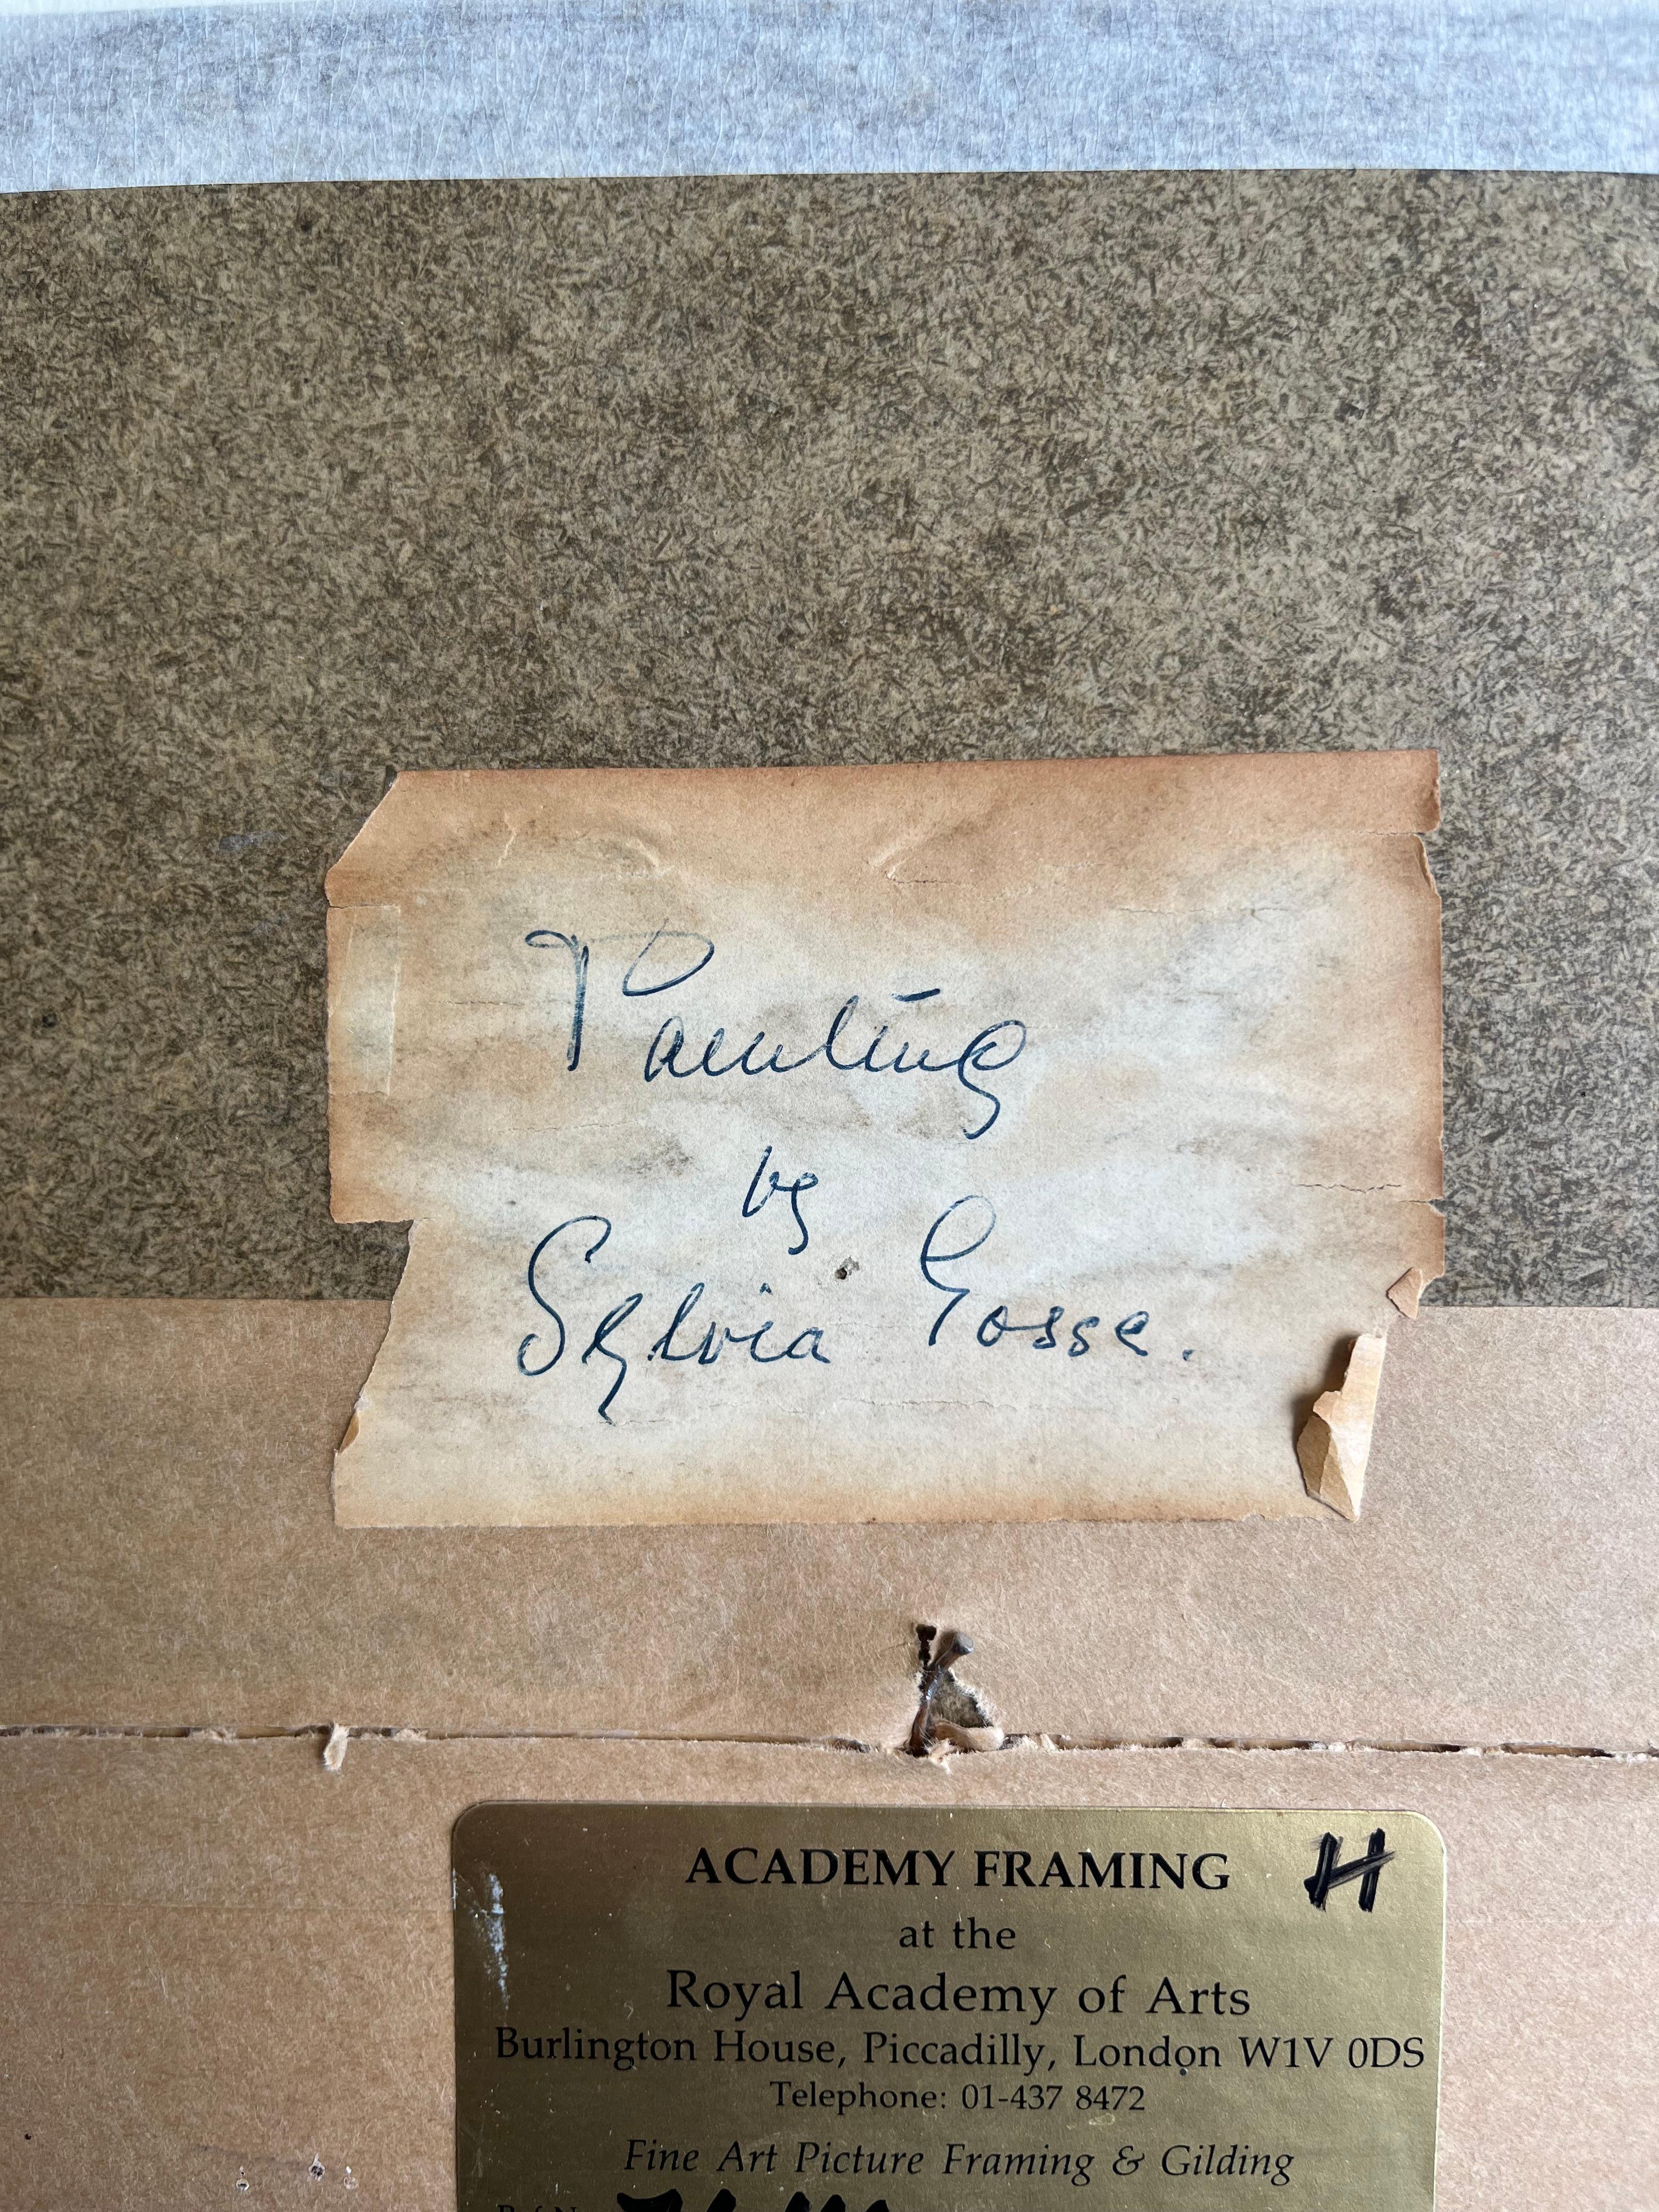 Painting
by
Sylvia Gosse.
ACADEMY FRAMING H
at the
Royal Academy of Arts
Burlington House, Piccadilly, London W1V 0DS
Telephone: 01-437 8472
Fine Art Picture Framing & Gilding